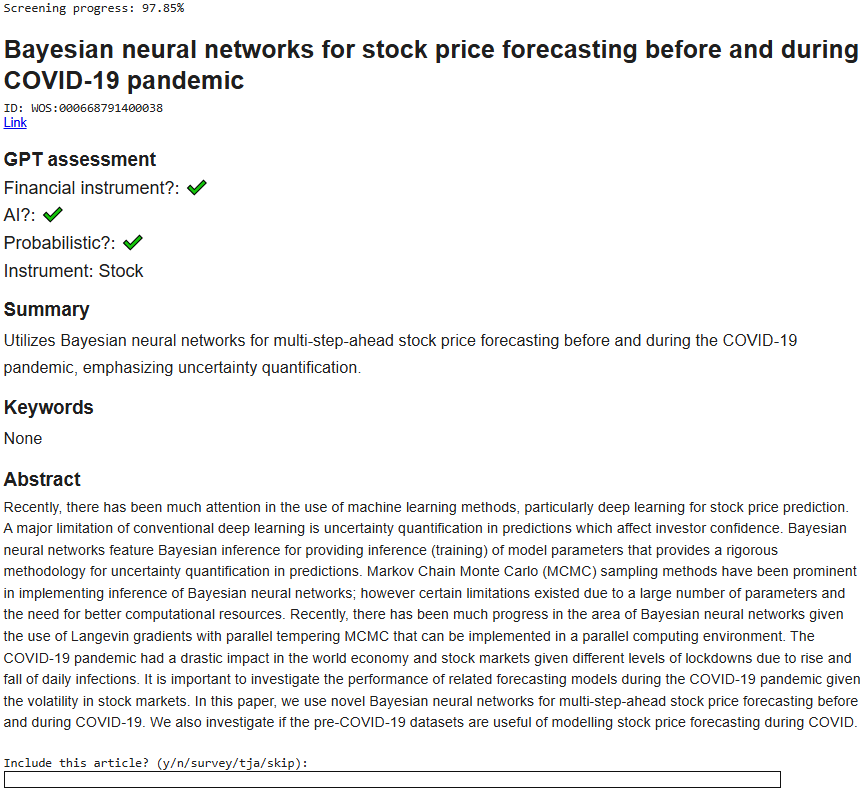 Screening progress: 97.85%
Bayesian neural networks for stock price forecasting before and during
COVID-19 pandemic
ID: WOS:000668791400038
Link
GPT assessment
Financial instrument?:
AI?:
Probabilistic?:
Instrument: Stock
Summary
Utilizes Bayesian neural networks for multi-step-ahead stock price forecasting before and during the COVID-19
pandemic, emphasizing uncertainty quantification.
Keywords
None
Abstract
Recently, there has been much attention in the use of machine learning methods, particularly deep learning for stock price prediction.
A major limitation of conventional deep learning is uncertainty quantification in predictions which affect investor confidence. Bayesian
neural networks feature Bayesian inference for providing inference (training) of model parameters that provides a rigorous
methodology for uncertainty quantification in predictions. Markov Chain Monte Carlo (MCMC) sampling methods have been prominent
in implementing inference of Bayesian neural networks; however certain limitations existed due to a large number of parameters and
the need for better computational resources. Recently, there has been much progress in the area of Bayesian neural networks given
the use of Langevin gradients with parallel tempering MCMC that can be implemented in a parallel computing environment. The
COVID-19 pandemic had a drastic impact in the world economy and stock markets given different levels of lockdowns due to rise and
fall of daily infections. It is important to investigate the performance of related forecasting models during the COVID-19 pandemic given
the volatility in stock markets. In this paper, we use novel Bayesian neural networks for multi-step-ahead stock price forecasting before
and during COVID-19. We also investigate if the pre-COVID-19 datasets are useful of modelling stock price forecasting during COVID.
Include this article? (y/n/survey/tja/skip):